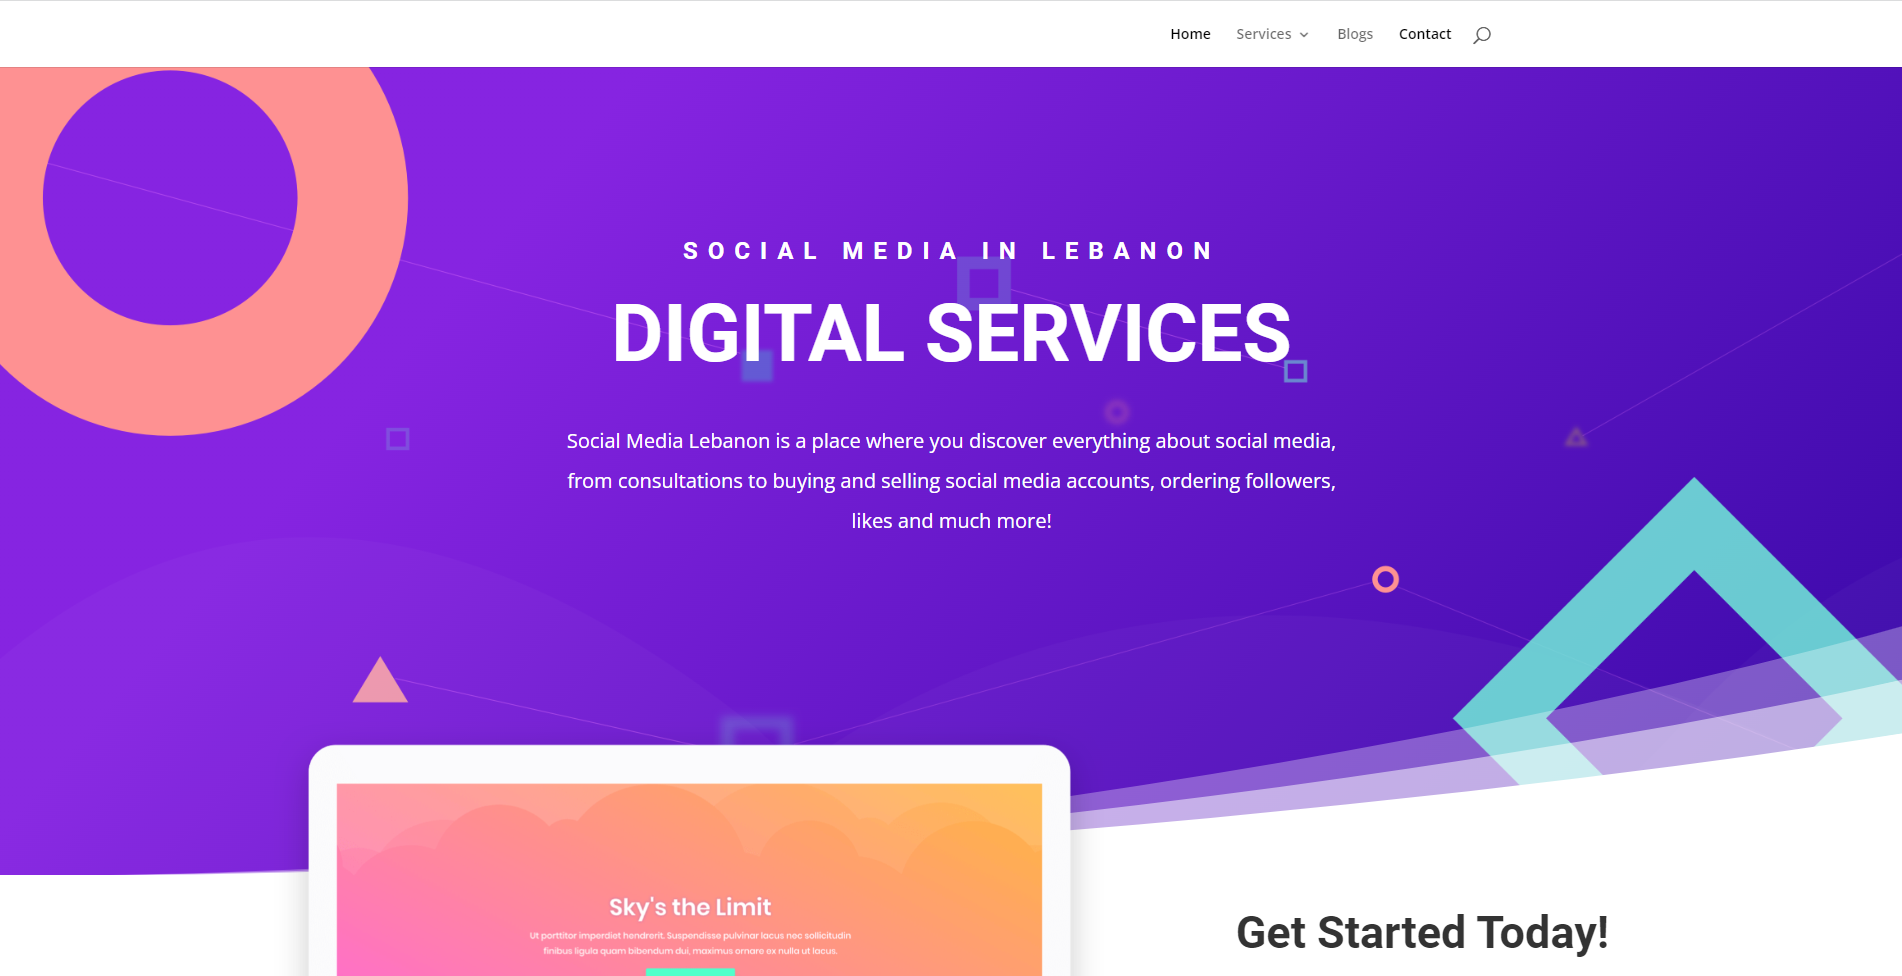 Home Services Blogs Contact
SOCIAL MEDIA IN LEBANON
DIGITAL SERVICES
Social Media Lebanon is a place where you discover everything about social media,
from consultations to buying and selling social media accounts, ordering followers,
likes and much more!
Sky's the Limit
Ut porttitor imperdiet hendrerit. Suspendisse pulvinar lacus nec sollicitudin
finibus ligula quam bibendum dui, maximus ornare ex nulla ut lacus.
Get Started Today!